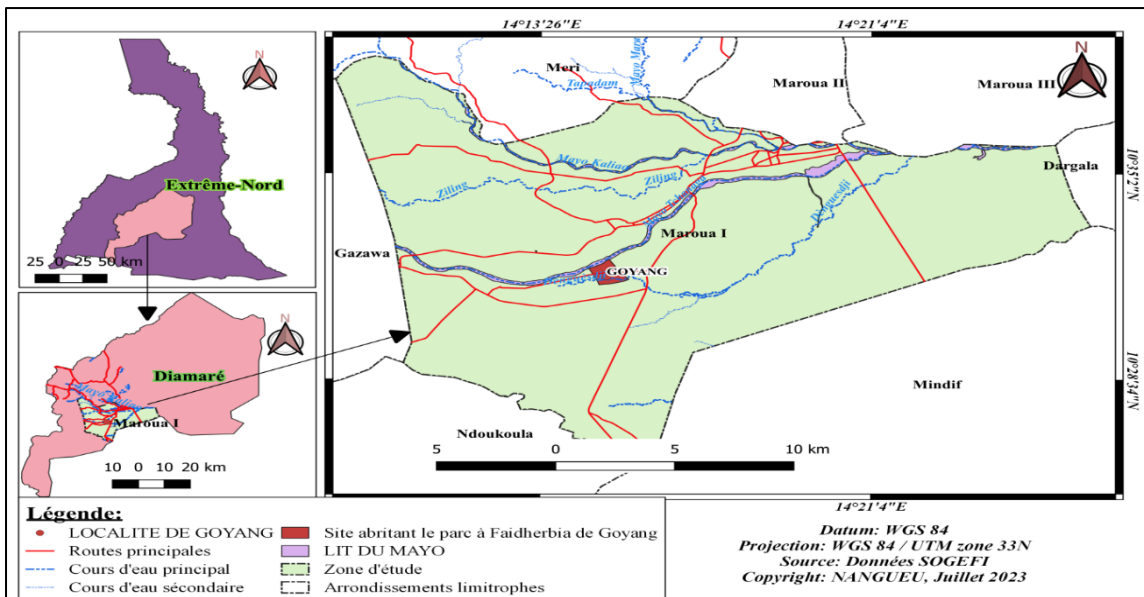 N
Extrême-Nord
25 0 25 50 km
N
Diamaré
Mayo Kaliao
Maroua I
10 0 10 20 km
14°13'26"E
14°21'4"E
Meri
Maroua II
Maroua III
N
10°35'2"N
Dargala
Mayo Kaliao
Ziling
Ziling
Maroua I
Gazawa
GOYANG
10°28'34"N
Mindif
Ndoukoula
5 0 5 10 km
14°21'4"E
Légende:
LOCALITE DE GOYANG
Routes principales
Cours d'eau principal
Cours d'eau sécondaire
Site abritant le parc à Faidherbia de Goyang
LIT DU MAYO
Zone d'étude
Arrondissements limitrophes
Datum: WGS 84
Projection: WGS 84 / UTM zone 33N
Source: Données SOGEFI
Copyright: NANGUEU, Juillet 2023